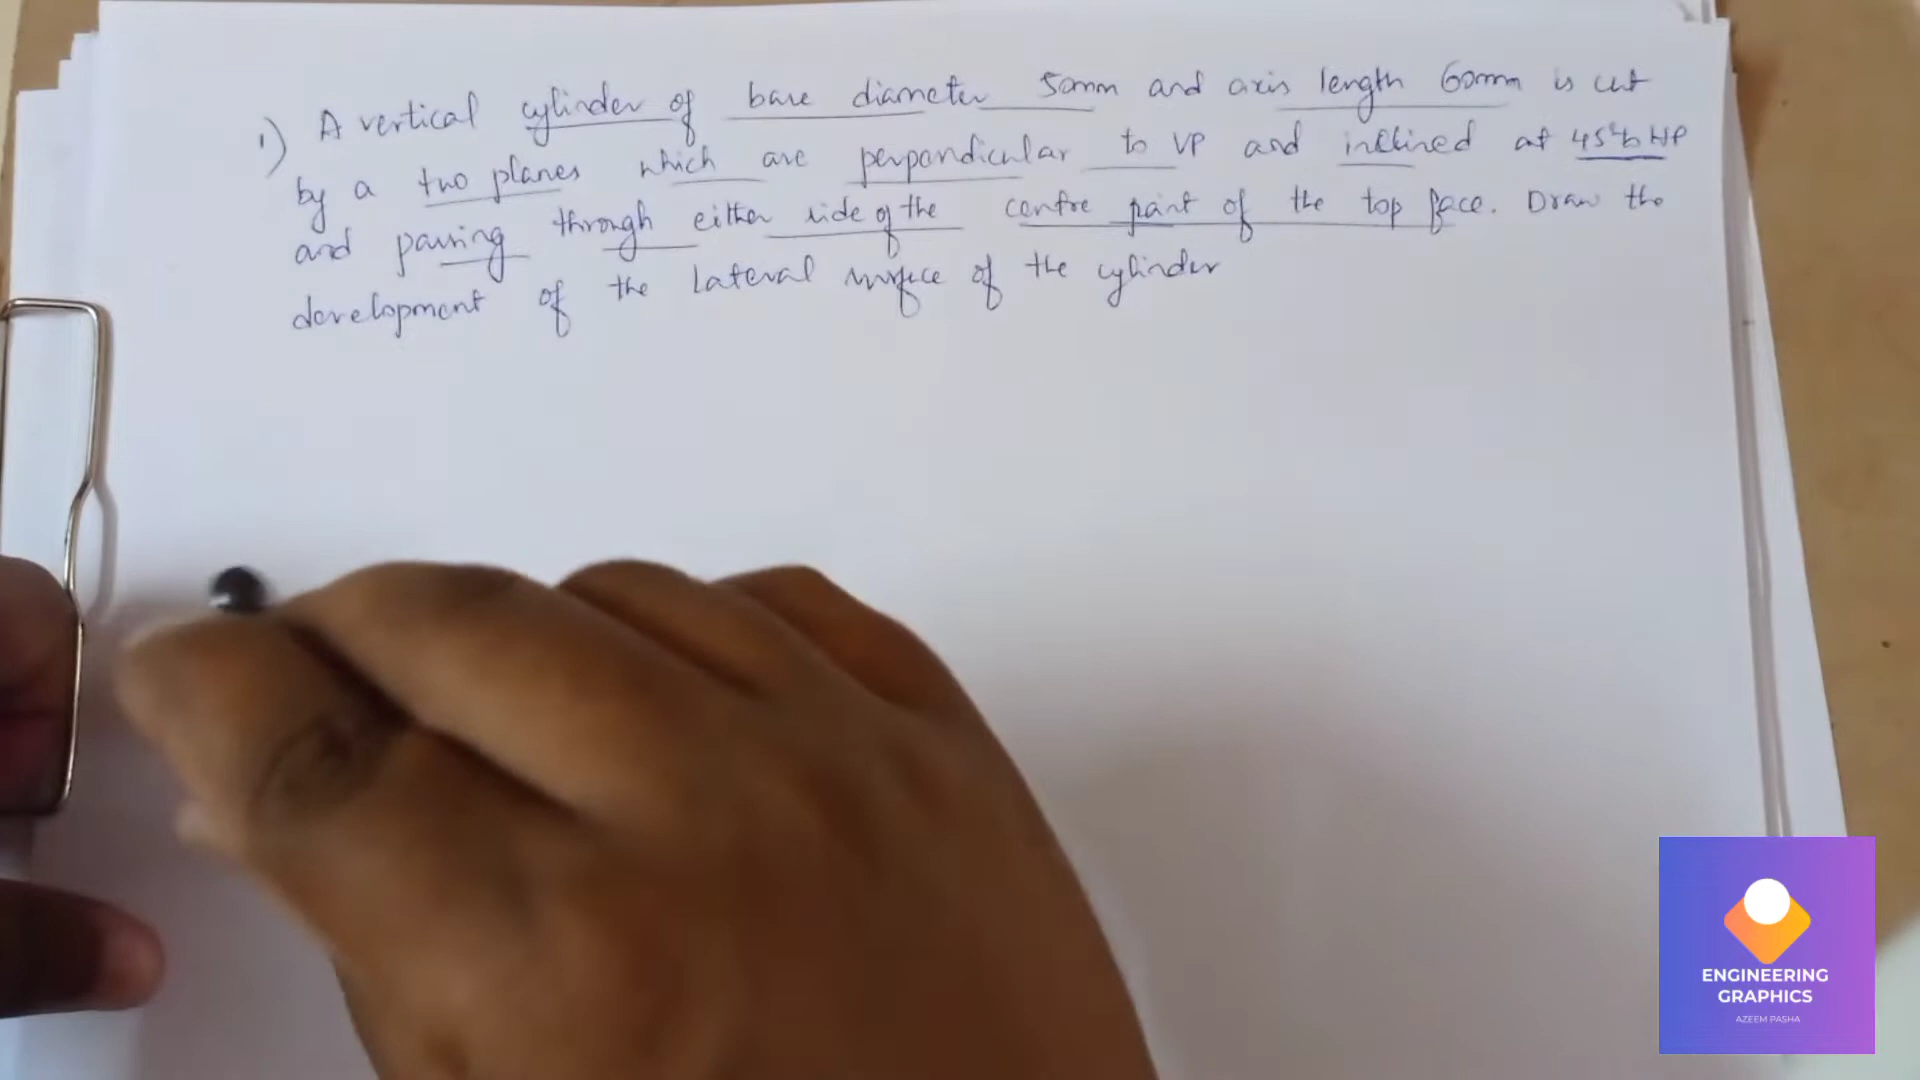 1) A vertical cylinder of base diameter 50mm and axis length 60mm is cut
by a two planes which are perpendicular to VP and inclined at 45° to HP
and passing through either side of the centre point of the top face. Draw the
development of the lateral surface of the cylinder
ENGINEERING
GRAPHICS
AZEEM PASHA